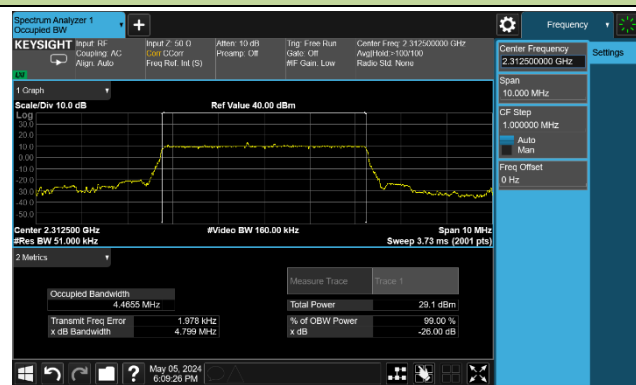 Spectrum Analyzer 1
Occupied BW
Frequency
KEYSIGHT
Input: RF
Coupling: AC
Align: Auto
Input Z: 50 Ω
Corr CCorr
Freq Ref: Int (S)
Atten: 10 dB
Preamp: Off
Trig: Free Run
Gate: Off
#IF Gain: Low
Center Freq: 2.312500000 GHz
Avg|Hold:>100/100
Radio Std: None
Center Frequency
2.312500000 GHz
Settings
Span
10.000 MHz
CF Step
1.000000 MHz
Auto
Man
Freq Offset
0 Hz
1 Graph
Scale/Div 10.0 dB
Ref Value 40.00 dBm
Log
30.0
20.0
10.0
0.00
-10.0
-20.0
-30.0
-40.0
-50.0
Center 2.312500 GHz
#Video BW 160.00 kHz
Span 10 MHz
#Res BW 51.000 kHz
Sweep 3.73 ms (2001 pts)
2 Metrics
Measure Trace
Trace 1
Occupied Bandwidth
4.4655 MHz
Total Power
29.1 dBm
Transmit Freq Error
1.978 kHz
% of OBW Power
99.00 %
x dB Bandwidth
4.799 MHz
x dB
-26.00 dB
May 05, 2024
6:09:26 PM